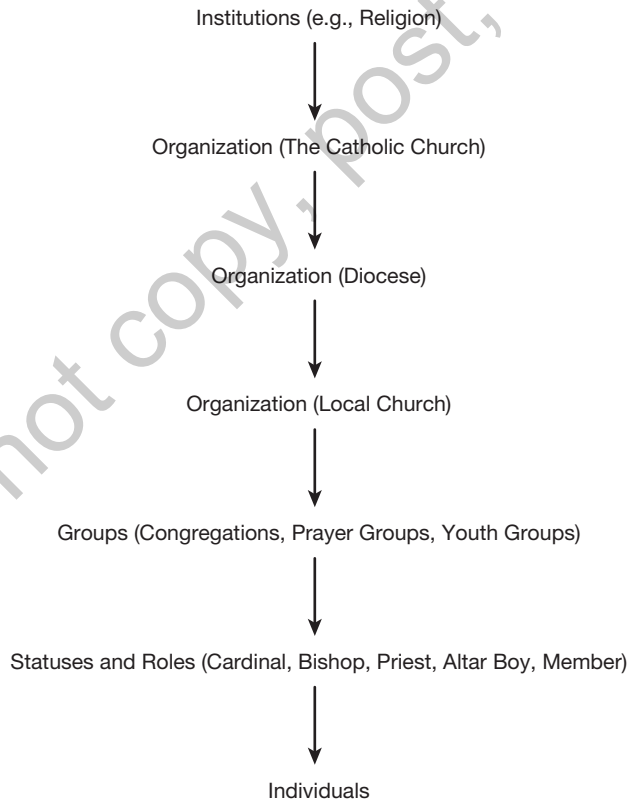 Institutions (e.g., Religion)
Organization (The Catholic Church)
Organization (Diocese)
Organization (Local Church)
Groups (Congregations, Prayer Groups, Youth Groups)
Statuses and Roles (Cardinal, Bishop, Priest, Altar Boy, Member)
Individuals
not copy, post,